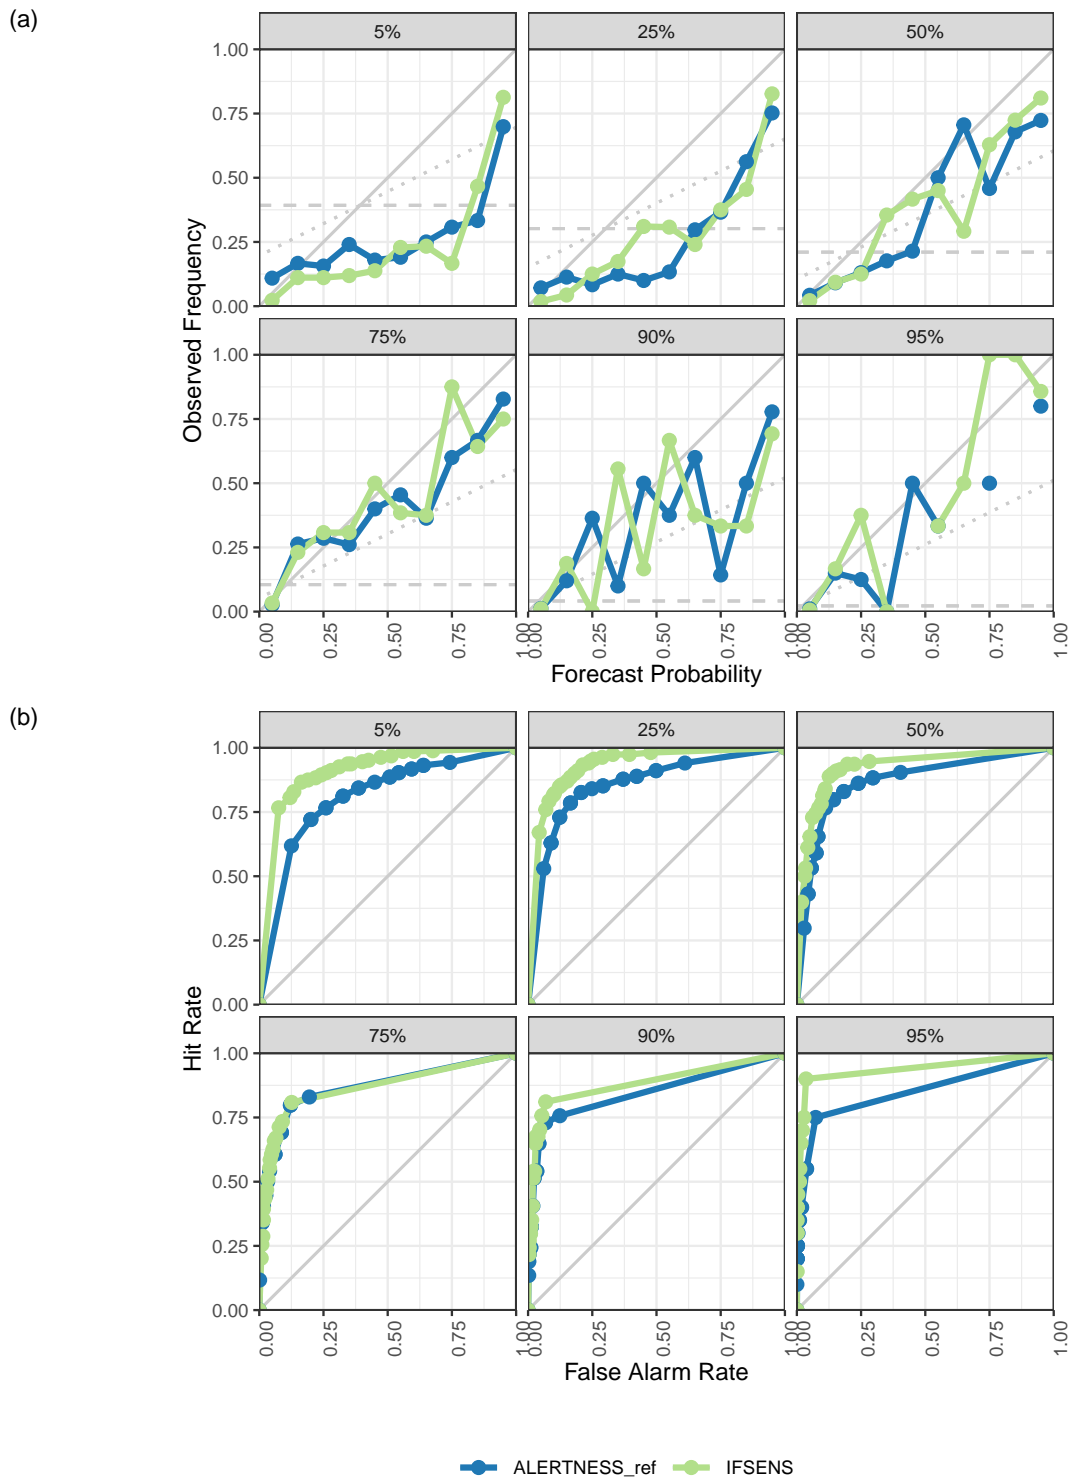 (a)
5% 25% 50%
1.00
0.75
0.50
0.25
0.00
75% 90% 95%
1.00
0.75
0.50
0.25
0.00
Observed Frequency
0.00 0.25 0.50 0.75 1.00 0.00 0.25 0.50 0.75 1.00 0.00 0.25 0.50 0.75 1.00
Forecast Probability
(b)
5% 25% 50%
1.00
0.75
0.50
0.25
0.00
75% 90% 95%
1.00
0.75
0.50
0.25
0.00
Hit Rate
0.00 0.25 0.50 0.75 1.00 0.00 0.25 0.50 0.75 1.00 0.00 0.25 0.50 0.75 1.00
False Alarm Rate
ALERTNESS_ref IFSENS